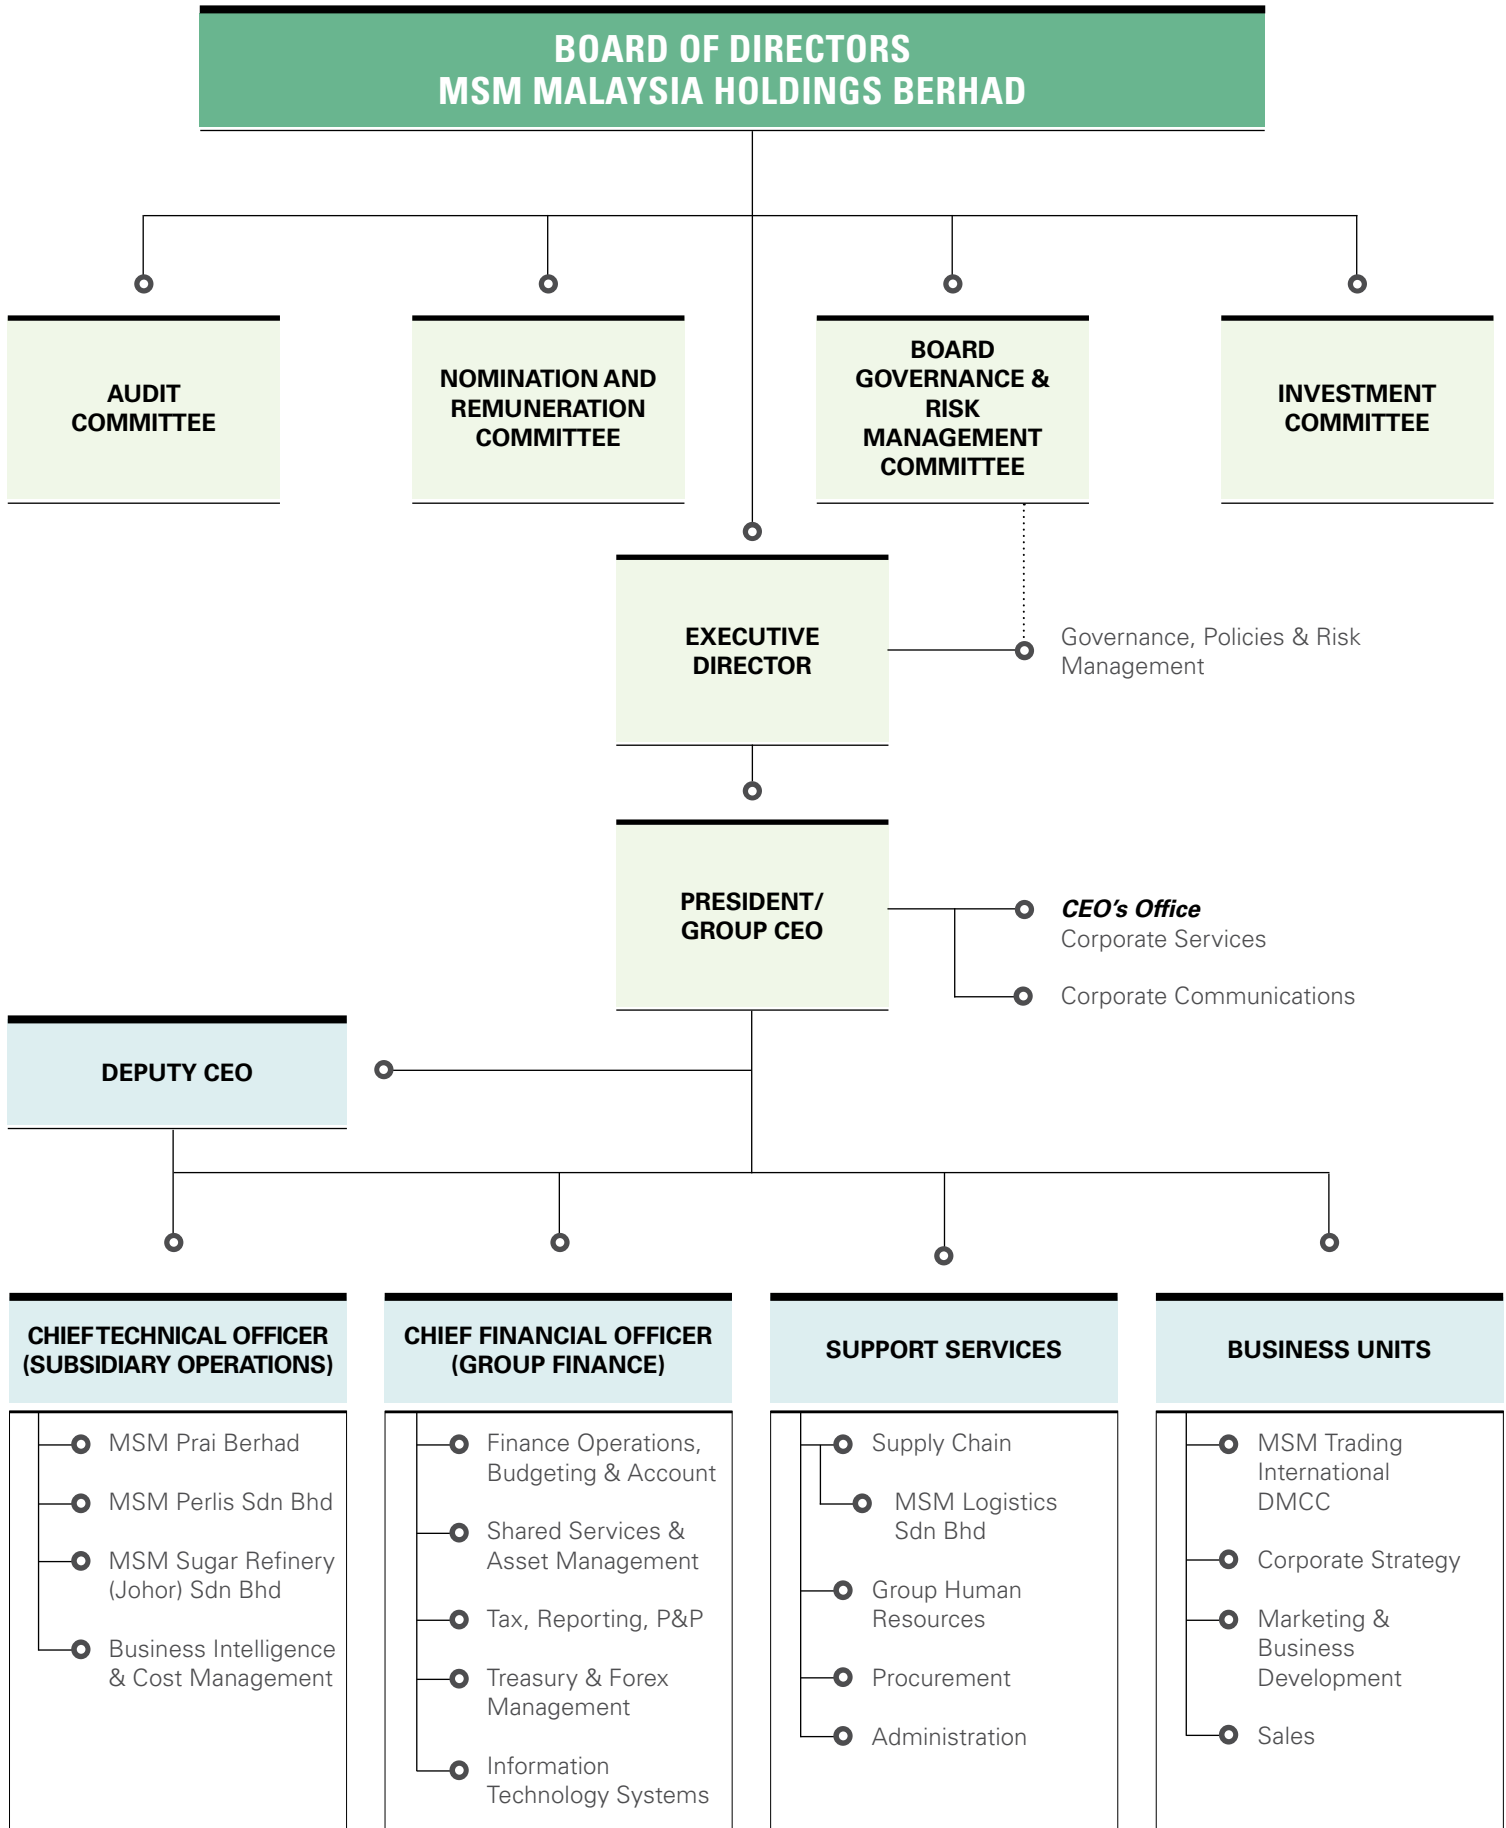 BOARD OF DIRECTORS
MSM MALAYSIA HOLDINGS BERHAD
AUDIT
COMMITTEE
NOMINATION AND
REMUNERATION
COMMITTEE
BOARD
GOVERNANCE &
RISK
MANAGEMENT
COMMITTEE
INVESTMENT
COMMITTEE
EXECUTIVE
DIRECTOR
Governance, Policies & Risk
Management
PRESIDENT/
GROUP CEO
CEO's Office
Corporate Services
Corporate Communications
DEPUTY CEO
CHIEF TECHNICAL OFFICER
(SUBSIDIARY OPERATIONS)
MSM Prai Berhad
MSM Perlis Sdn Bhd
MSM Sugar Refinery
(Johor) Sdn Bhd
Business Intelligence
& Cost Management
CHIEF FINANCIAL OFFICER
(GROUP FINANCE)
Finance Operations,
Budgeting & Account
Shared Services &
Asset Management
Tax, Reporting, P&P
Treasury & Forex
Management
Information
Technology Systems
SUPPORT SERVICES
Supply Chain
MSM Logistics
Sdn Bhd
Group Human
Resources
Procurement
Administration
BUSINESS UNITS
MSM Trading
International
DMCC
Corporate Strategy
Marketing &
Business
Development
Sales